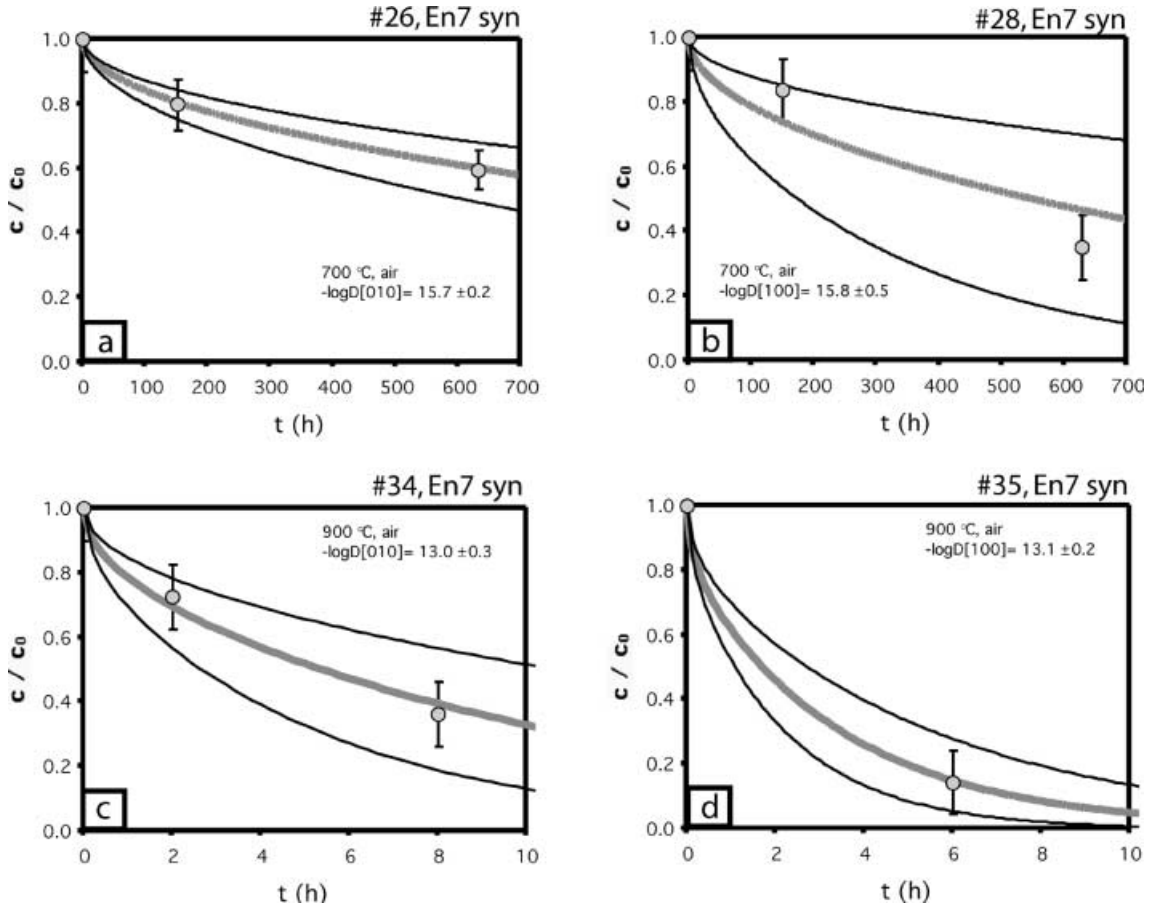 #26, En7 syn
1.0
0.8
0.6
0.4
0.2
0.0
c / c₀
700 °C, air
-logD[010]= 15.7 ±0.2
a
0 100 200 300 400 500 600 700
t (h)
#28, En7 syn
1.0
0.8
0.6
0.4
0.2
0.0
c / c₀
700 °C, air
-logD[100]= 15.8 ±0.5
b
0 100 200 300 400 500 600 700
t (h)
#34, En7 syn
1.0
0.8
0.6
0.4
0.2
0.0
c / c₀
900 °C, air
-logD[010]= 13.0 ±0.3
c
0 2 4 6 8 10
t (h)
#35, En7 syn
1.0
0.8
0.6
0.4
0.2
0.0
c / c₀
900 °C, air
-logD[100]= 13.1 ±0.2
d
0 2 4 6 8 10
t (h)